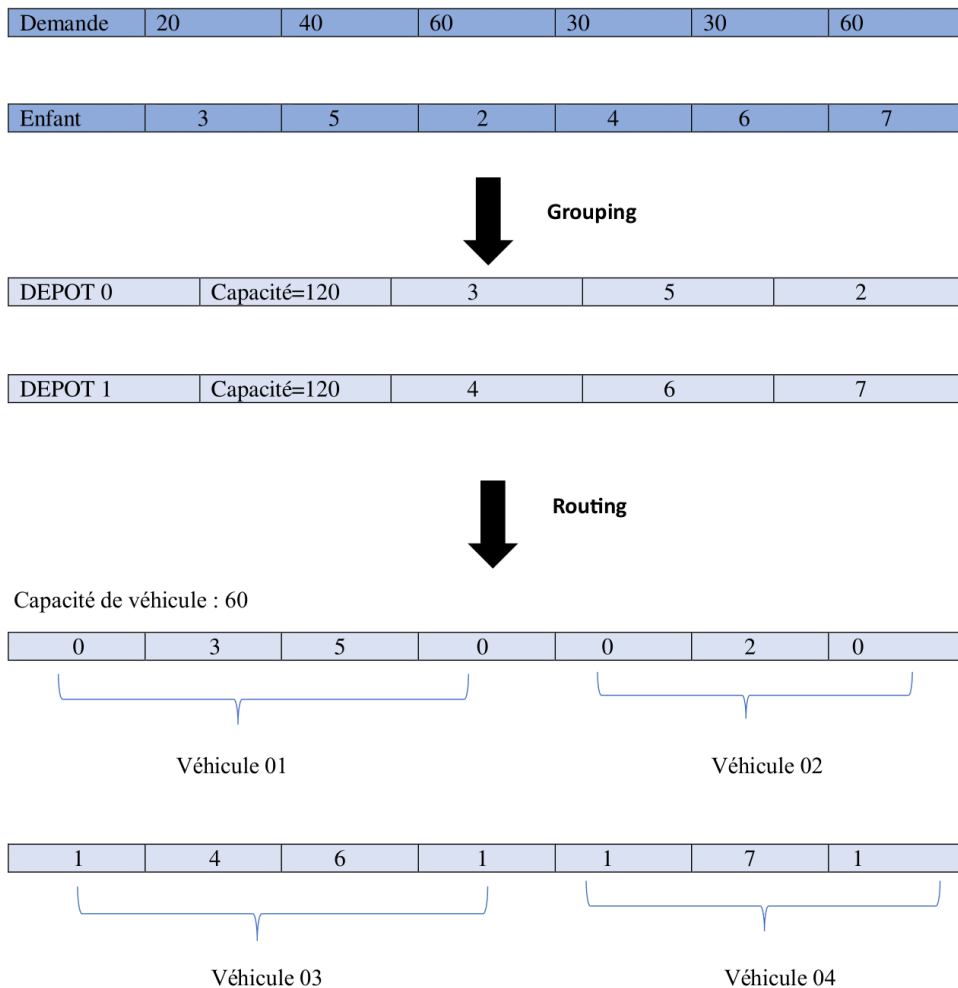 Demande 20 40 60 30 30 60
Enfant 3 5 2 4 6 7
Grouping
DEPOT 0 Capacité=120 3 5 2
DEPOT 1 Capacité=120 4 6 7
Routing
Capacité de véhicule : 60
0 3 5 0 0 2 0
Véhicule 01 Véhicule 02
1 4 6 1 1 7 1
Véhicule 03 Véhicule 04